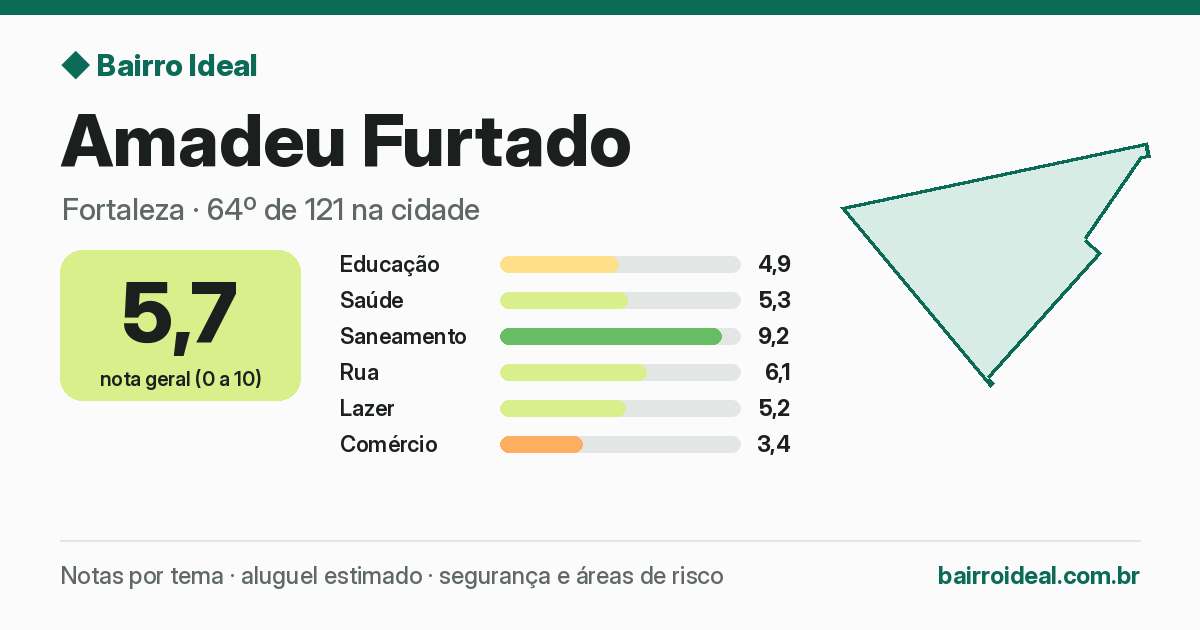 Bairro Ideal
Amadeu Furtado
Fortaleza · 64º de 121 na cidade
5,7
nota geral (0 a 10)
Educação 4,9
Saúde 5,3
Saneamento 9,2
Rua 6,1
Lazer 5,2
Comércio 3,4
Notas por tema · aluguel estimado · segurança e áreas de risco
bairroideal.com.br